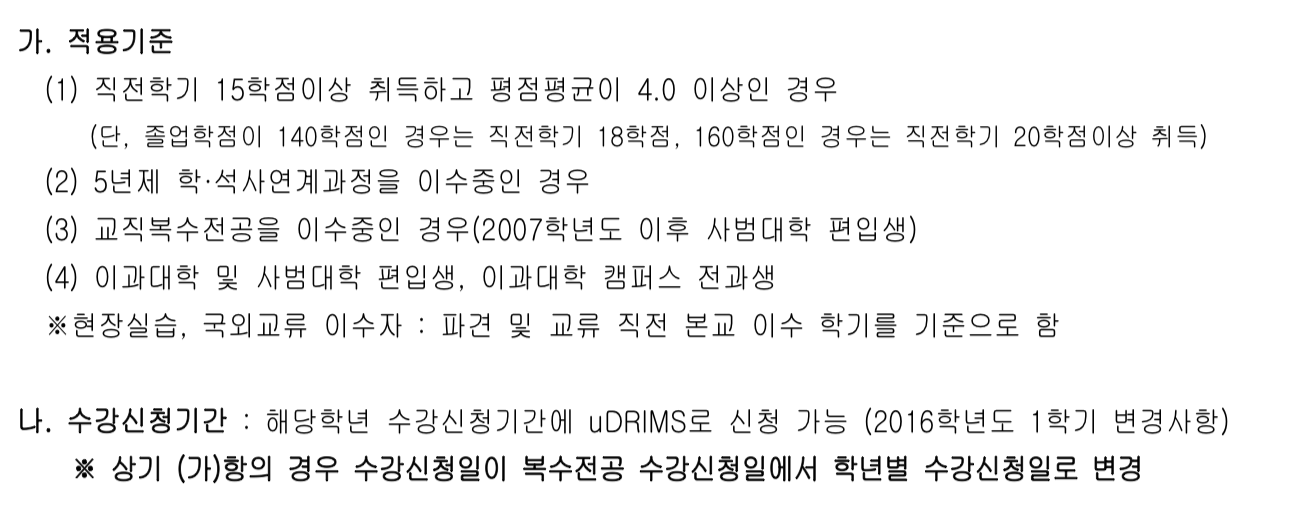 가. 적용기준
(1) 직전학기 15학점이상 취득하고 평점평균이 4.0 이상인 경우
(단, 졸업학점이 140학점인 경우는 직전학기 18학점, 160학점인 경우는 직전학기 20학점이상 취득)
(2) 5년제 학·석사연계과정을 이수중인 경우
(3) 교직복수전공을 이수중인 경우(2007학년도 이후 사범대학 편입생)
(4) 이과대학 및 사범대학 편입생, 이과대학 캠퍼스 전과생
※현장실습, 국외교류 이수자 : 파견 및 교류 직전 본교 이수 학기를 기준으로 함
나. 수강신청기간 : 해당학년 수강신청기간에 uDRIMS로 신청 가능 (2016학년도 1학기 변경사항)
※ 상기 (가)항의 경우 수강신청일이 복수전공 수강신청일에서 학년별 수강신청일로 변경